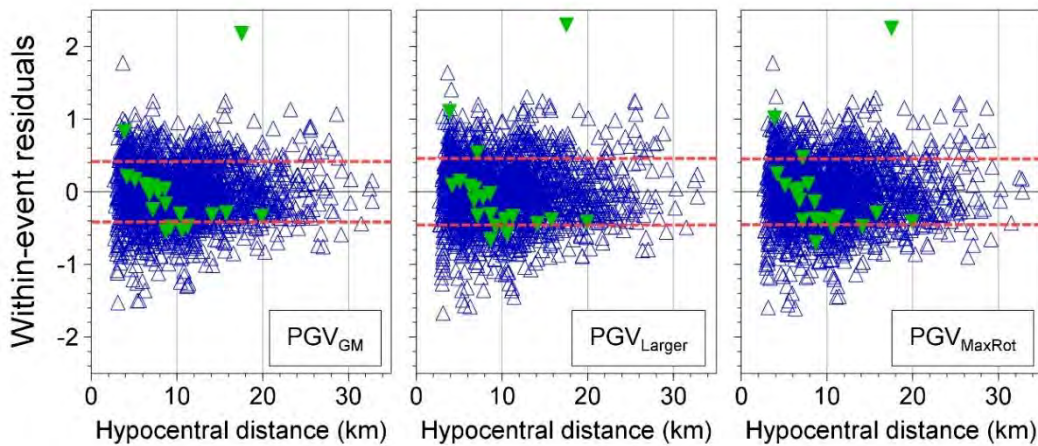 Within-event residuals
2
1
0
-1
-2
PGV_GM
PGV_Larger
PGV_MaxRot
0 10 20 30
0 10 20 30
0 10 20 30
Hypocentral distance (km)
Hypocentral distance (km)
Hypocentral distance (km)